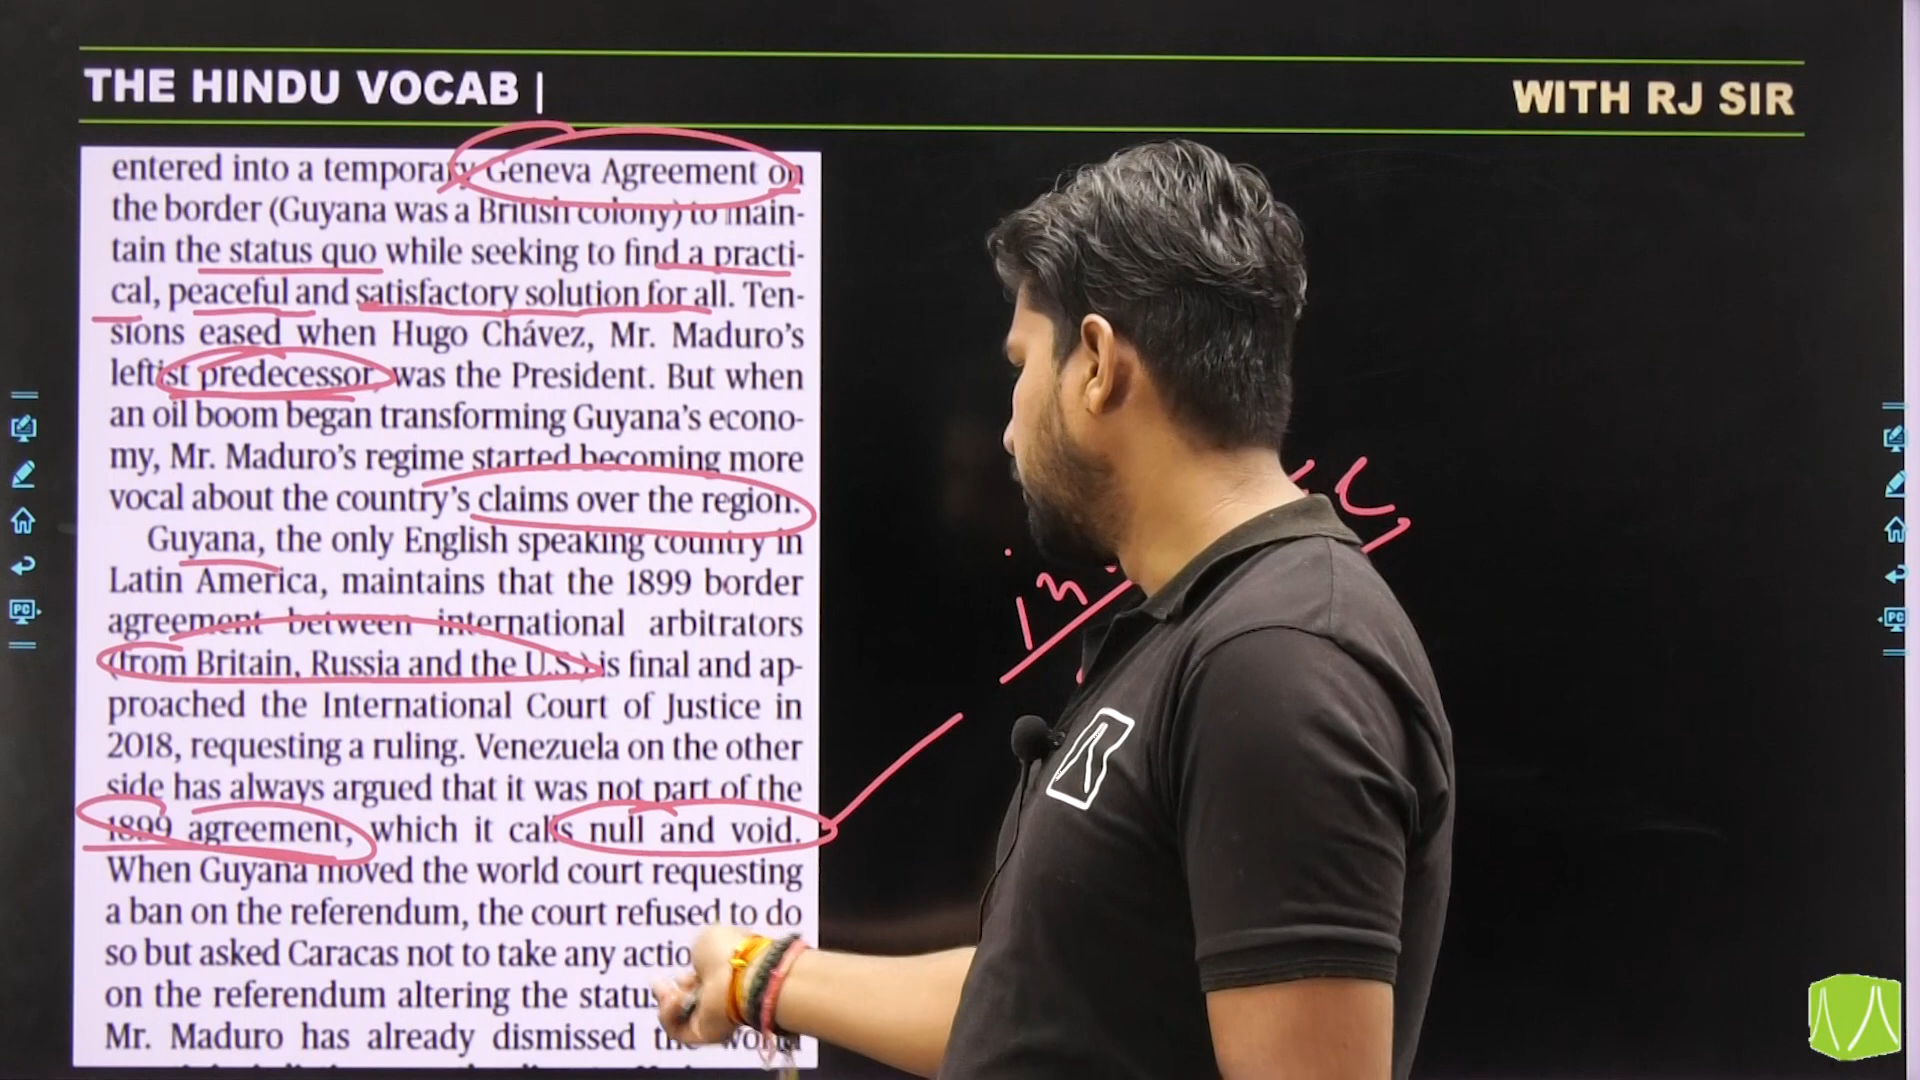 THE HINDU VOCAB |
WITH RJ SIR
entered into a temporary Geneva Agreement on
the border (Guyana was a British colony) to main-
tain the status quo while seeking to find a practi-
cal, peaceful and satisfactory solution for all. Ten-
sions eased when Hugo Chávez, Mr. Maduro's
leftist predecessor was the President. But when
an oil boom began transforming Guyana's econo-
my, Mr. Maduro's regime started becoming more
vocal about the country's claims over the region.
Guyana, the only English speaking country in
Latin America, maintains that the 1899 border
agreement between international arbitrators
(from Britain, Russia and the U.S.) is final and ap-
proached the International Court of Justice in
2018, requesting a ruling. Venezuela on the other
side has always argued that it was not part of the
1899 agreement, which it calls null and void.
When Guyana moved the world court requesting
a ban on the referendum, the court refused to do
so but asked Caracas not to take any actio
on the referendum altering the status
Mr. Maduro has already dismissed the world
PC
PC